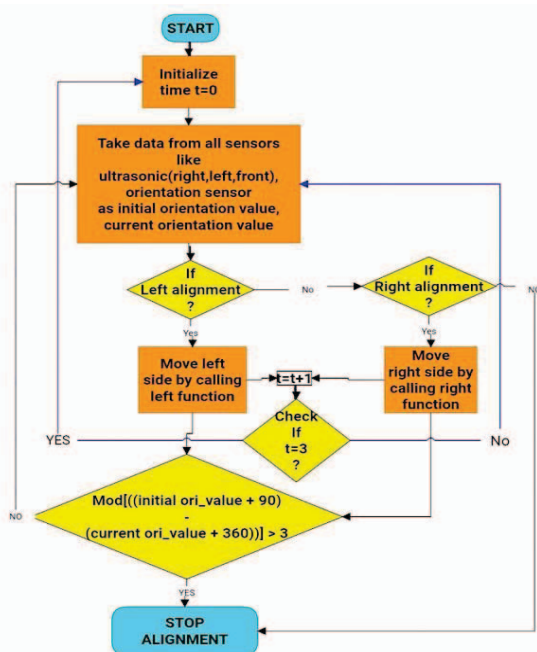 START
Initialize
time t=0
Take data from all sensors
like
ultrasonic(right,left,front),
orientation sensor
as initial orientation value,
current orientation value
If
Left alignment
?
No
If
Right alignment
?
NO
Yes
Yes
Move left
side by calling
left function
t=t+1
Move
right side by
calling right
function
Check
If
t=3
?
YES
No
Mod[((initial ori_value + 90)
-
(current ori_value + 360))] > 3
NO
YES
STOP
ALIGNMENT